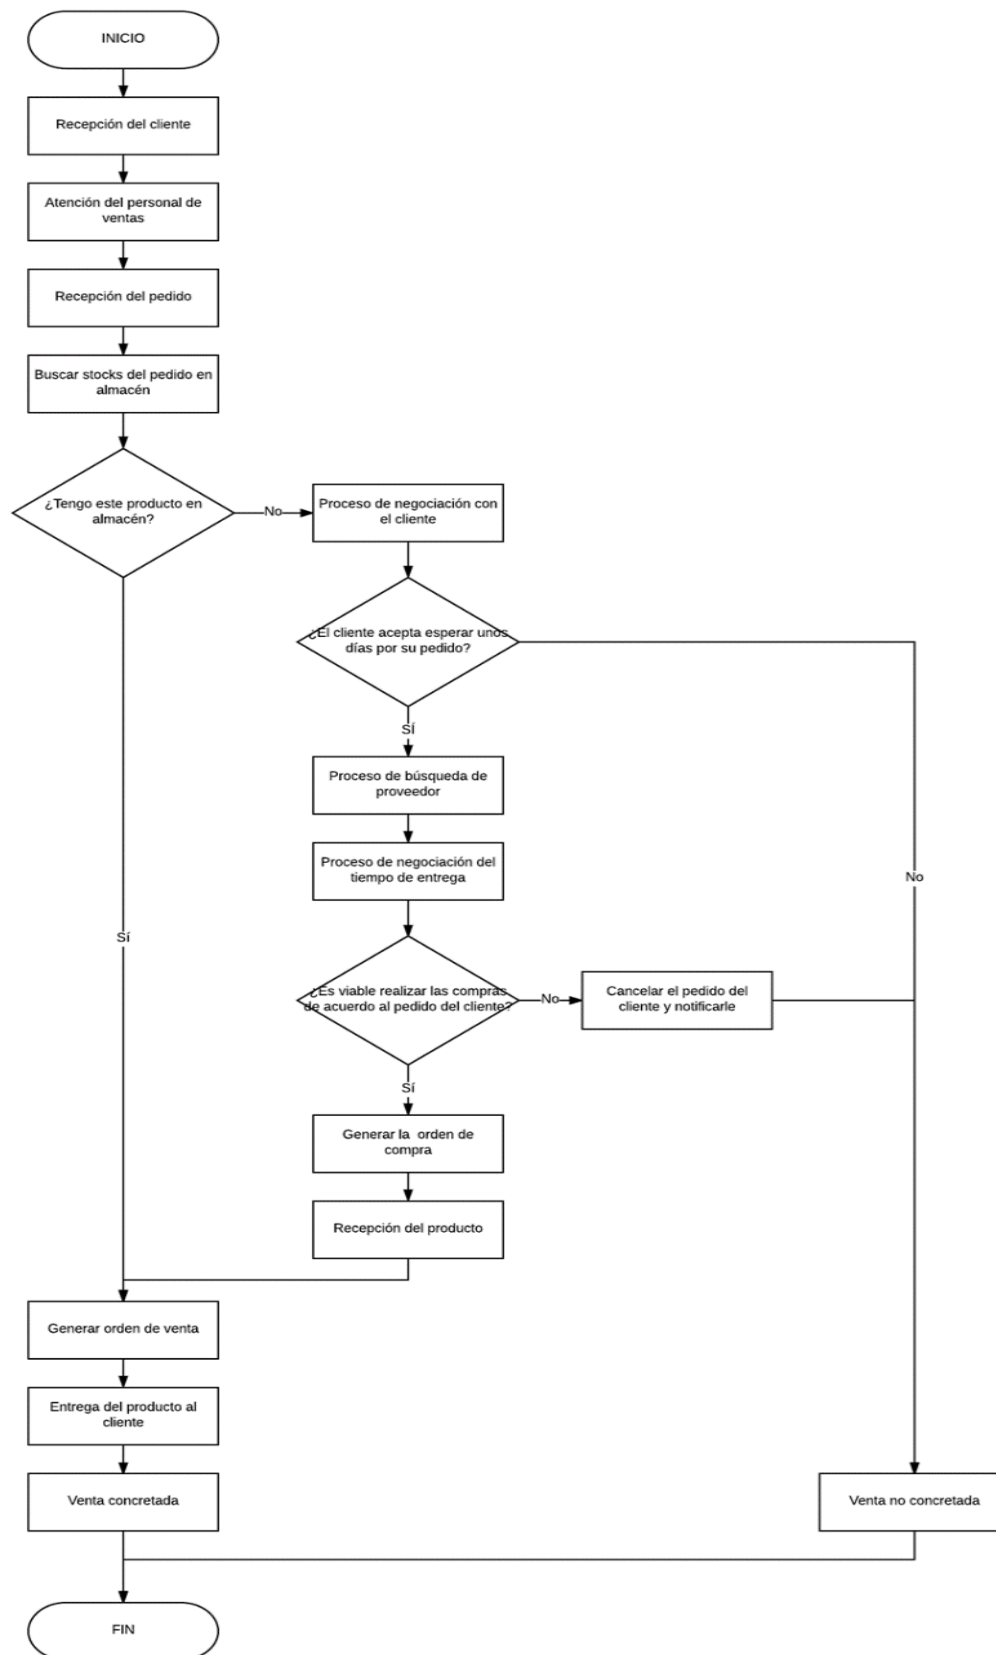 INICIO
Recepción del cliente
Atención del personal de
ventas
Recepción del pedido
Buscar stocks del pedido en
almacén
¿Tengo este producto en
almacén?
No
Proceso de negociación con
el cliente
¿El cliente acepta esperar unos
días por su pedido?
SÍ
Proceso de búsqueda de
proveedor
Proceso de negociación del
tiempo de entrega
No
Sí
¿Es viable realizar las compras
de acuerdo al pedido del cliente?
No
Cancelar el pedido del
cliente y notificarle
Sí
Generar la  orden de
compra
Recepción del producto
Generar orden de venta
Entrega del producto al
cliente
Venta concretada
Venta no concretada
FIN